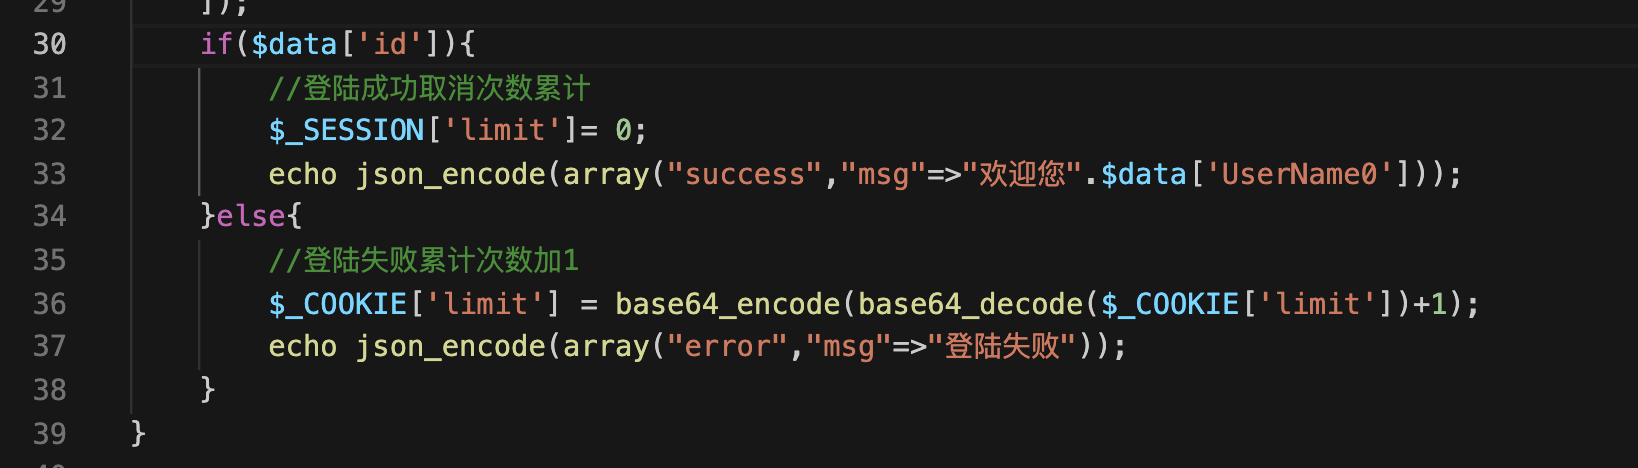 29 ]);
30 if($data['id']){
31 //登陆成功取消次数累计
32 $_SESSION['limit']= 0;
33 echo json_encode(array("success","msg"=>"欢迎您".$data['UserName0']));
34 }else{
35 //登陆失败累计次数加1
36 $_COOKIE['limit'] = base64_encode(base64_decode($_COOKIE['limit'])+1);
37 echo json_encode(array("error","msg"=>"登陆失败"));
38 }
39 }